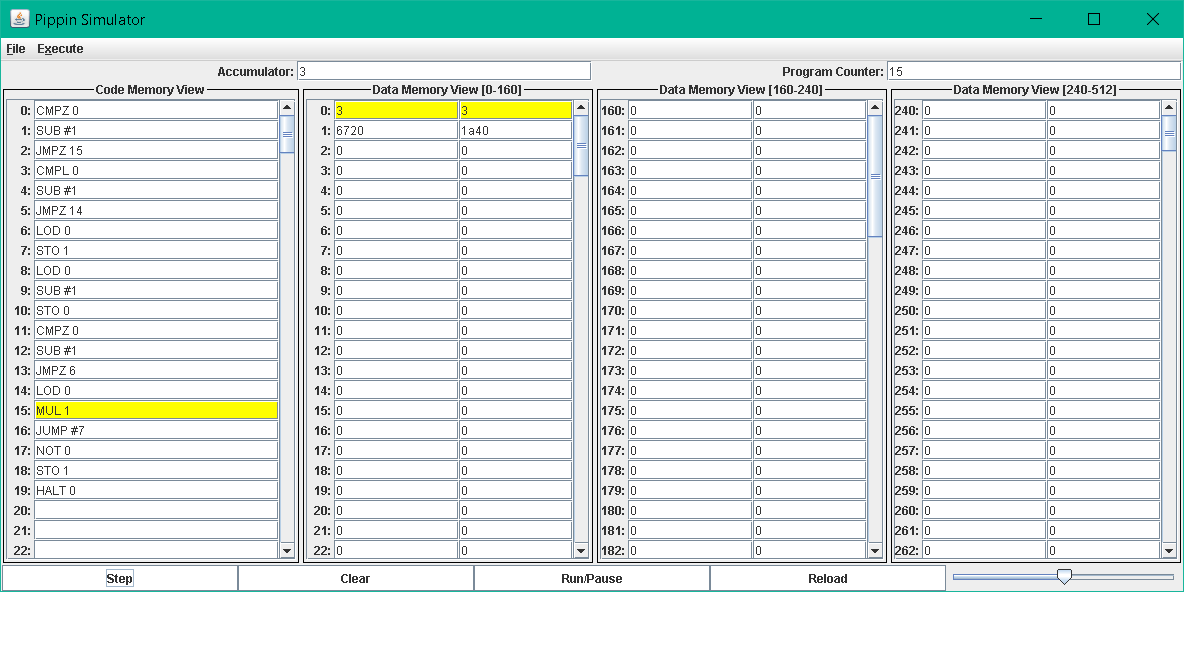 Pippin Simulator
File Execute
Accumulator: 3 Program Counter: 15
Code Memory View Data Memory View [0-160] Data Memory View [160-240] Data Memory View [240-512]
0: CMPZ 0 0: 3 3 160: 0 0 240: 0 0
1: SUB #1 1: 6720 1a40 161: 0 0 241: 0 0
2: JMPZ 15 2: 0 0 162: 0 0 242: 0 0
3: CMPL 0 3: 0 0 163: 0 0 243: 0 0
4: SUB #1 4: 0 0 164: 0 0 244: 0 0
5: JMPZ 14 5: 0 0 165: 0 0 245: 0 0
6: LOD 0 6: 0 0 166: 0 0 246: 0 0
7: STO 1 7: 0 0 167: 0 0 247: 0 0
8: LOD 0 8: 0 0 168: 0 0 248: 0 0
9: SUB #1 9: 0 0 169: 0 0 249: 0 0
10: STO 0 10: 0 0 170: 0 0 250: 0 0
11: CMPZ 0 11: 0 0 171: 0 0 251: 0 0
12: SUB #1 12: 0 0 172: 0 0 252: 0 0
13: JMPZ 6 13: 0 0 173: 0 0 253: 0 0
14: LOD 0 14: 0 0 174: 0 0 254: 0 0
15: MUL 1 15: 0 0 175: 0 0 255: 0 0
16: JUMP #7 16: 0 0 176: 0 0 256: 0 0
17: NOT 0 17: 0 0 177: 0 0 257: 0 0
18: STO 1 18: 0 0 178: 0 0 258: 0 0
19: HALT 0 19: 0 0 179: 0 0 259: 0 0
20: 20: 0 0 180: 0 0 260: 0 0
21: 21: 0 0 181: 0 0 261: 0 0
22: 22: 0 0 182: 0 0 262: 0 0
Step Clear Run/Pause Reload